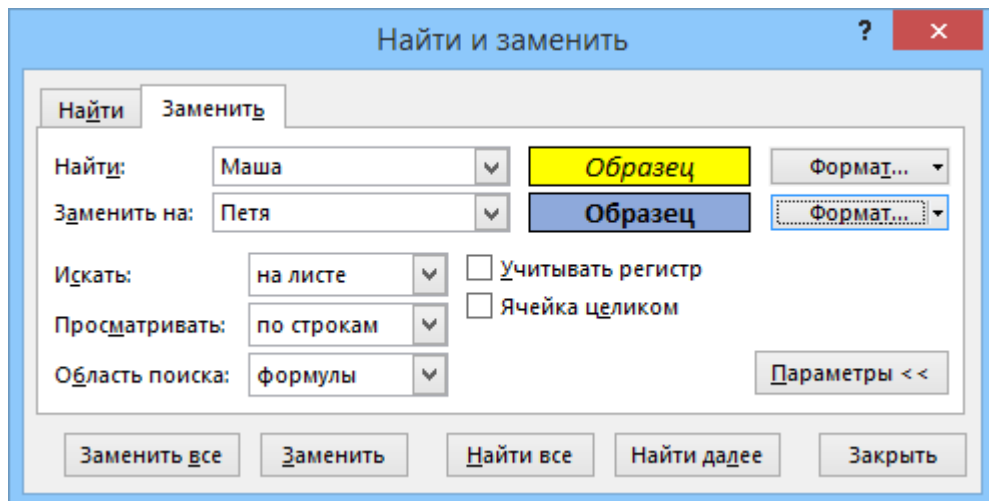 Найти и заменить ?
Найти Заменить
Найти: Маша Образец Формат...
Заменить на: Петя Образец Формат...
Искать: на листе Учитывать регистр
Ячейка целиком
Просматривать: по строкам
Область поиска: формулы Параметры <<
Заменить все Заменить Найти все Найти далее Закрыть